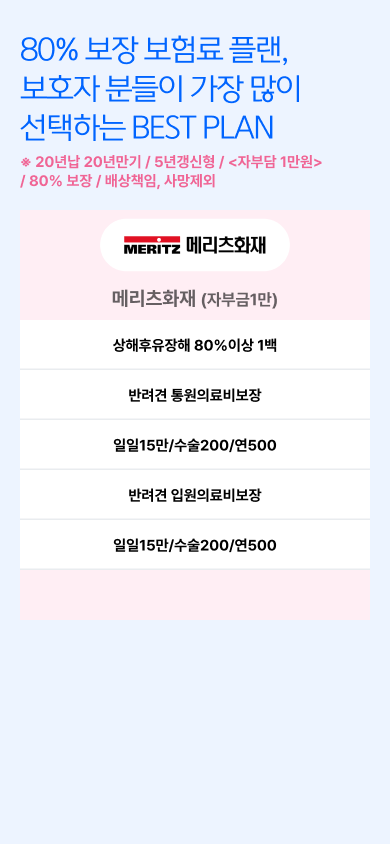 80% 보장 보험료 플랜,
보호자 분들이 가장 많이
선택하는 BEST PLAN
※ 20년납 20년만기 / 5년갱신형 / <자부담 1만원>
/ 80% 보장 / 배상책임, 사망제외
MERITZ 메리츠화재
메리츠화재 (자부금1만)
상해후유장해 80%이상 1백
반려견 통원의료비보장
일일15만/수술200/연500
반려견 입원의료비보장
일일15만/수술200/연500